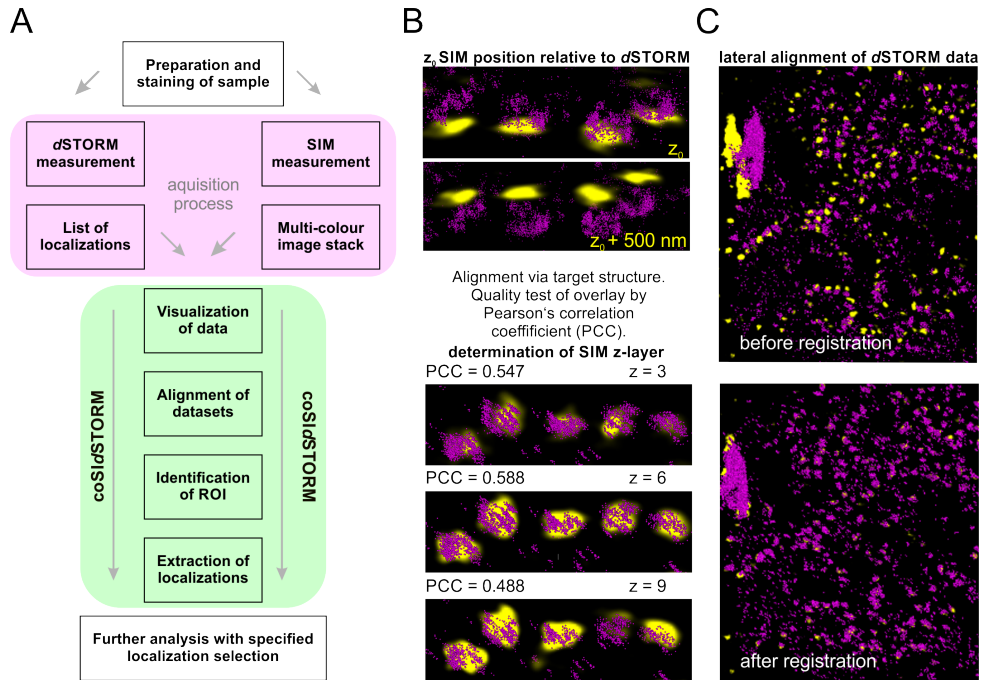 A
Preparation and
staining of sample
dSTORM
measurement
SIM
measurement
aquisition
process
List of
localizations
Multi-colour
image stack
Visualization
of data
Alignment of
datasets
Identification
of ROI
Extraction of
localizations
coSIdSTORM
coSIdSTORM
Further analysis with specified
localization selection
B
z₀ SIM position relative to dSTORM
z₀
z₀ + 500 nm
Alignment via target structure.
Quality test of overlay by
Pearson‘s correlation
coeffificient (PCC).
determination of SIM z-layer
PCC = 0.547 z = 3
PCC = 0.588 z = 6
PCC = 0.488 z = 9
C
lateral alignment of dSTORM data
before registration
after registration